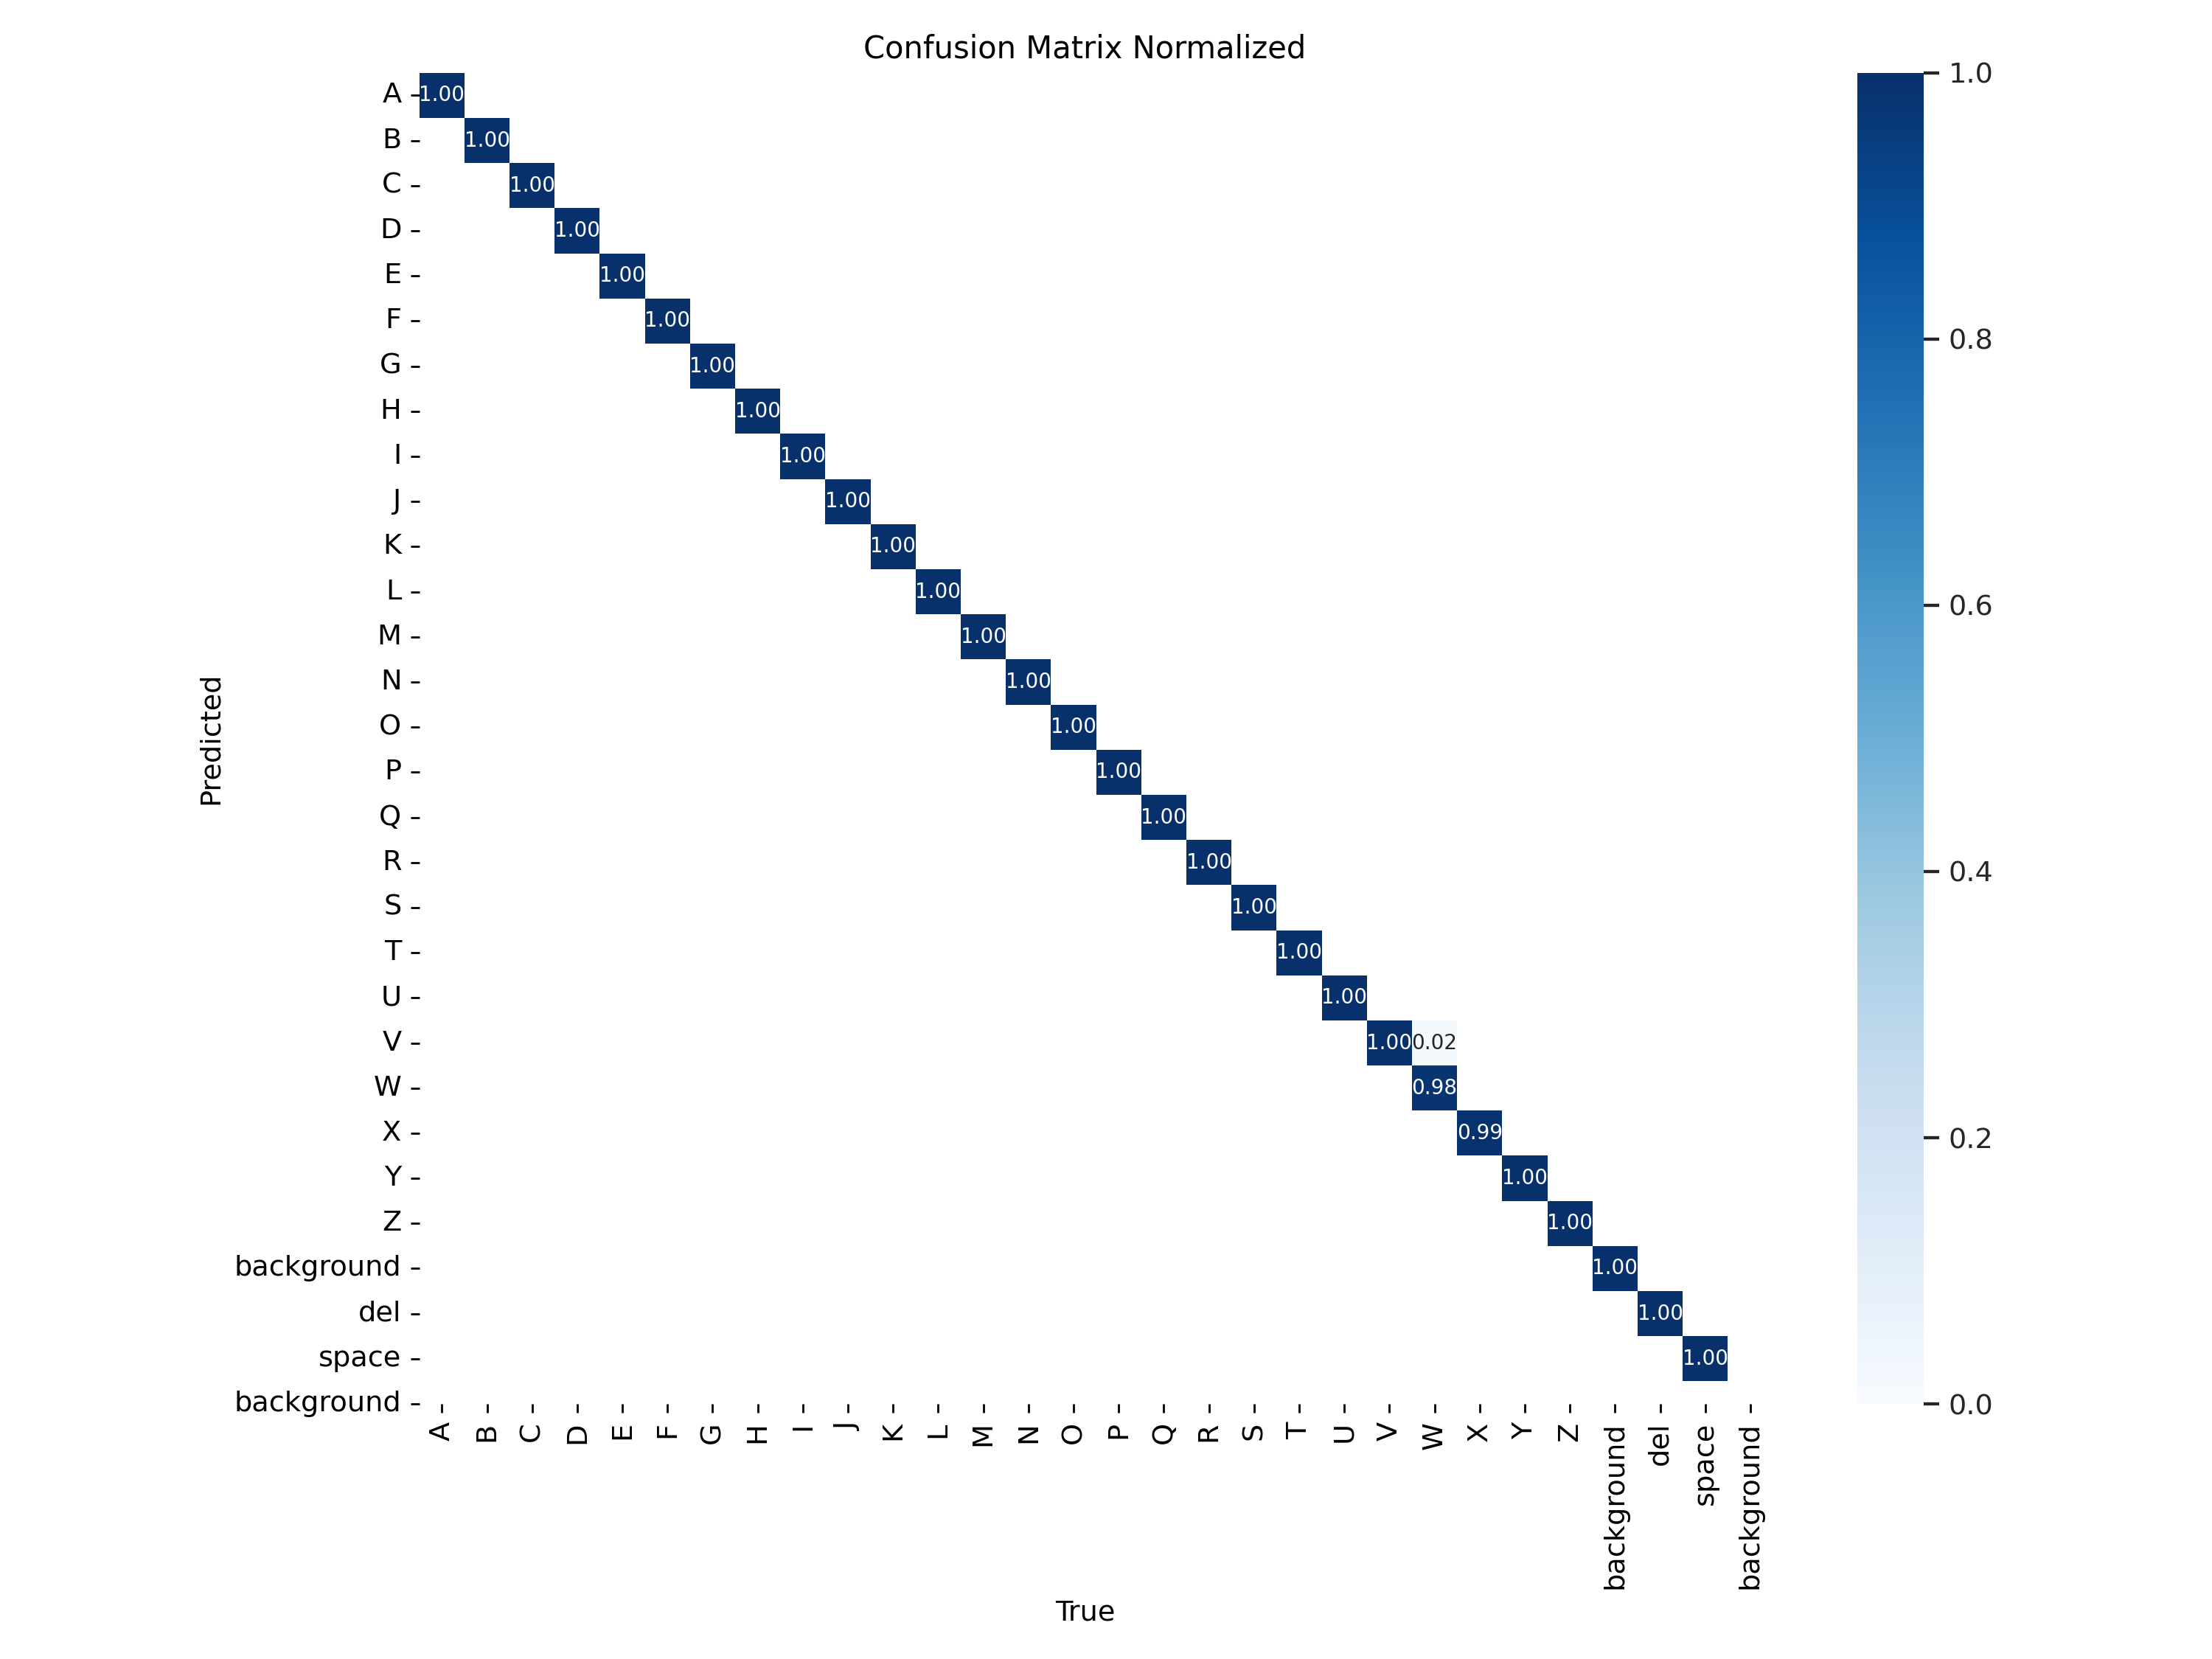 Confusion Matrix Normalized
A 1.00
B 1.00
C 1.00
D 1.00
E 1.00
F 1.00
G 1.00
H 1.00
I 1.00
J 1.00
K 1.00
L 1.00
M 1.00
N 1.00
O 1.00
P 1.00
Q 1.00
R 1.00
S 1.00
T 1.00
U 1.00
V 1.00 0.02
W 0.98
X 0.99
Y 1.00
Z 1.00
background 1.00
del 1.00
space 1.00
background
A B C D E F G H I J K L M N O P Q R S T U V W X Y Z background del space background
True
Predicted
1.0
0.8
0.6
0.4
0.2
0.0